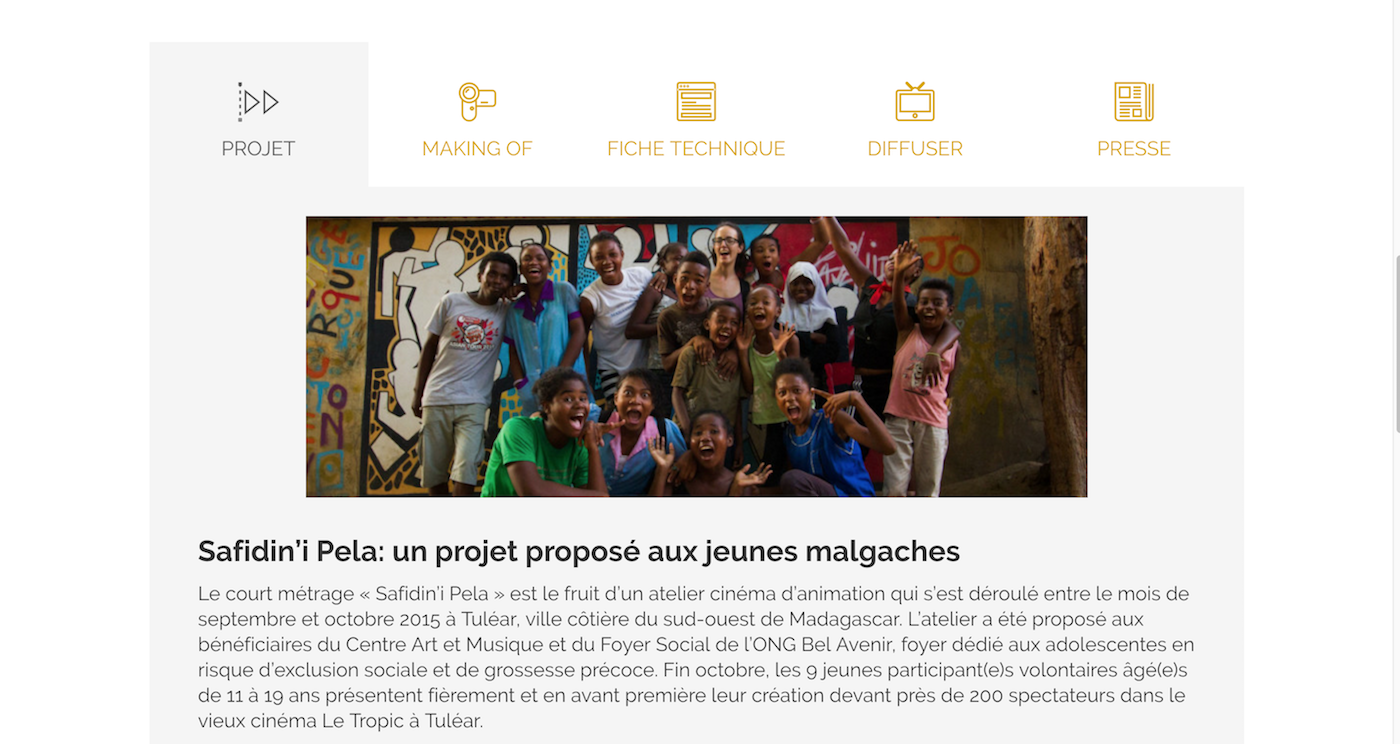 PROJET
MAKING OF
FICHE TECHNIQUE
DIFFUSER
PRESSE
Safidin’i Pela: un projet proposé aux jeunes malgaches
Le court métrage « Safidin’i Pela » est le fruit d’un atelier cinéma d’animation qui s’est déroulé entre le mois de
septembre et octobre 2015 à Tuléar, ville côtière du sud-ouest de Madagascar. L’atelier a été proposé aux
bénéficiaires du Centre Art et Musique et du Foyer Social de l’ONG Bel Avenir, foyer dédié aux adolescentes en
risque d’exclusion sociale et de grossesse précoce. Fin octobre, les 9 jeunes participant(e)s volontaires âgé(e)s
de 11 à 19 ans présentent fièrement et en avant première leur création devant près de 200 spectateurs dans le
vieux cinéma Le Tropic à Tuléar.